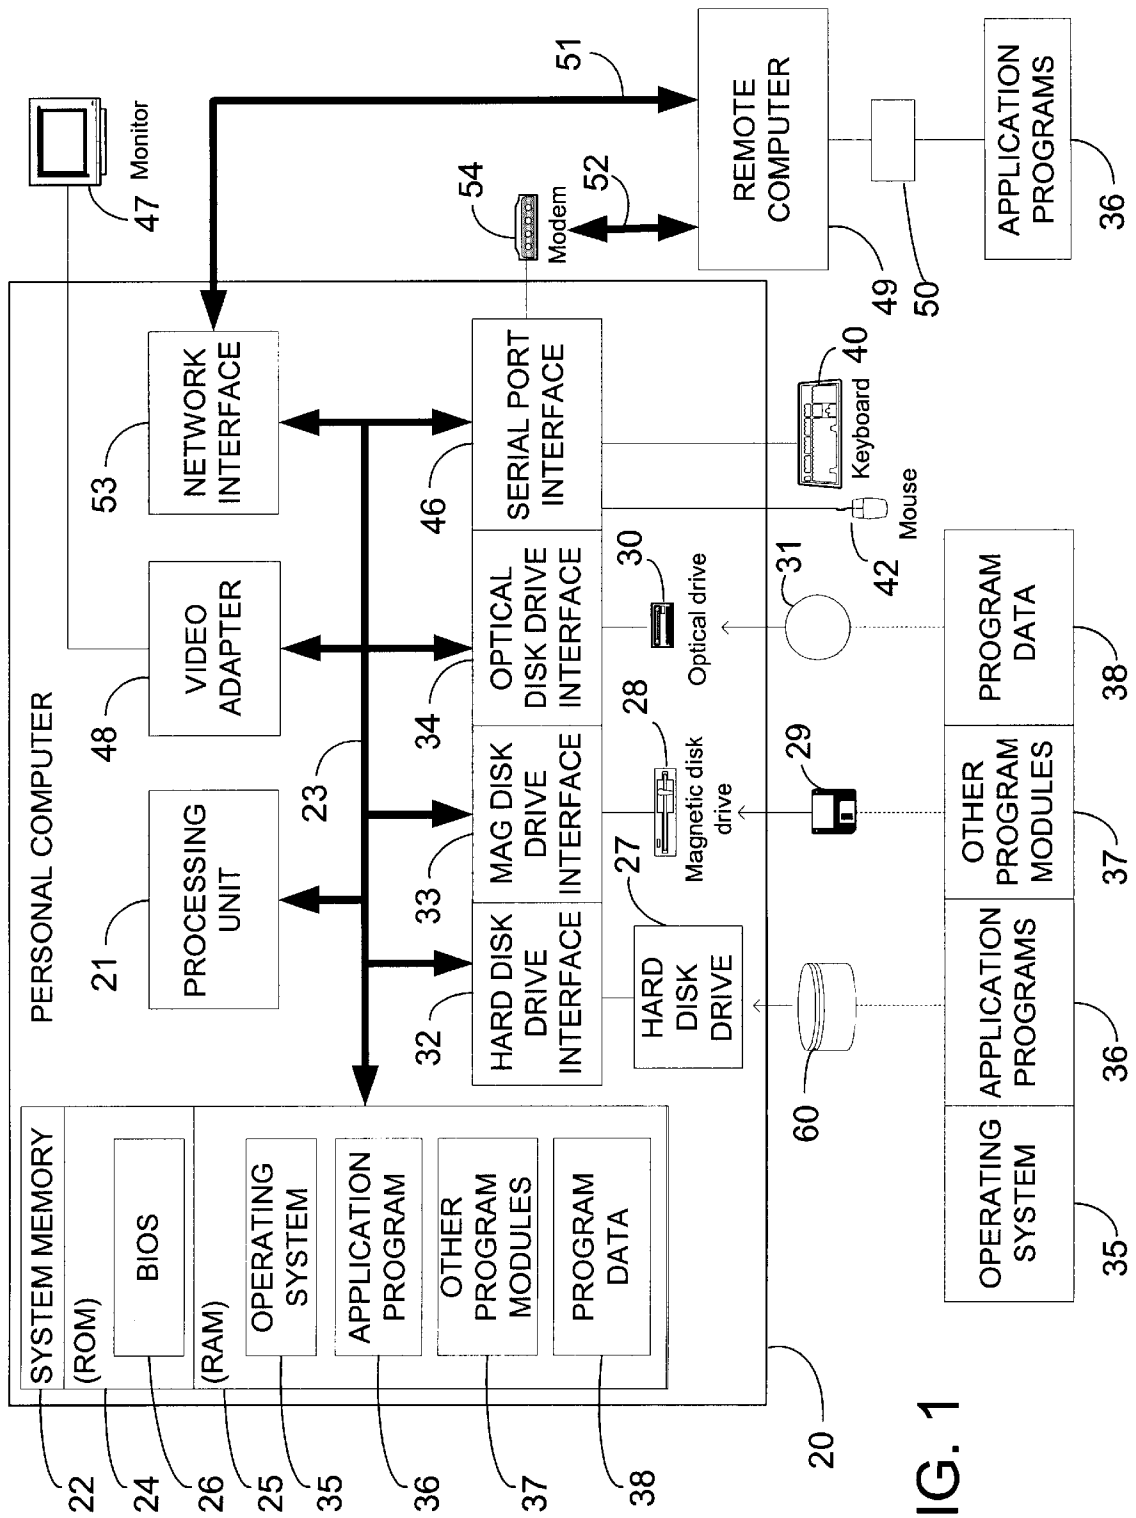 PERSONAL COMPUTER
22
SYSTEM MEMORY
24
(ROM)
26
BIOS
25
(RAM)
35
OPERATING
SYSTEM
36
APPLICATION
PROGRAM
37
OTHER
PROGRAM
MODULES
38
PROGRAM
DATA
21
PROCESSING
UNIT
48
VIDEO
ADAPTER
53
NETWORK
INTERFACE
47
Monitor
23
32
HARD DISK
DRIVE
INTERFACE
33
MAG DISK
DRIVE
INTERFACE
34
OPTICAL
DISK DRIVE
INTERFACE
46
SERIAL PORT
INTERFACE
54
Modem
51
52
HARD
DISK
DRIVE
27
28
Magnetic disk
drive
30
Optical drive
60
29
31
42
Mouse
40
Keyboard
REMOTE
COMPUTER
49
50
APPLICATION
PROGRAMS
36
20
OPERATING
SYSTEM
35
APPLICATION
PROGRAMS
36
OTHER
PROGRAM
MODULES
37
PROGRAM
DATA
38
IG. 1